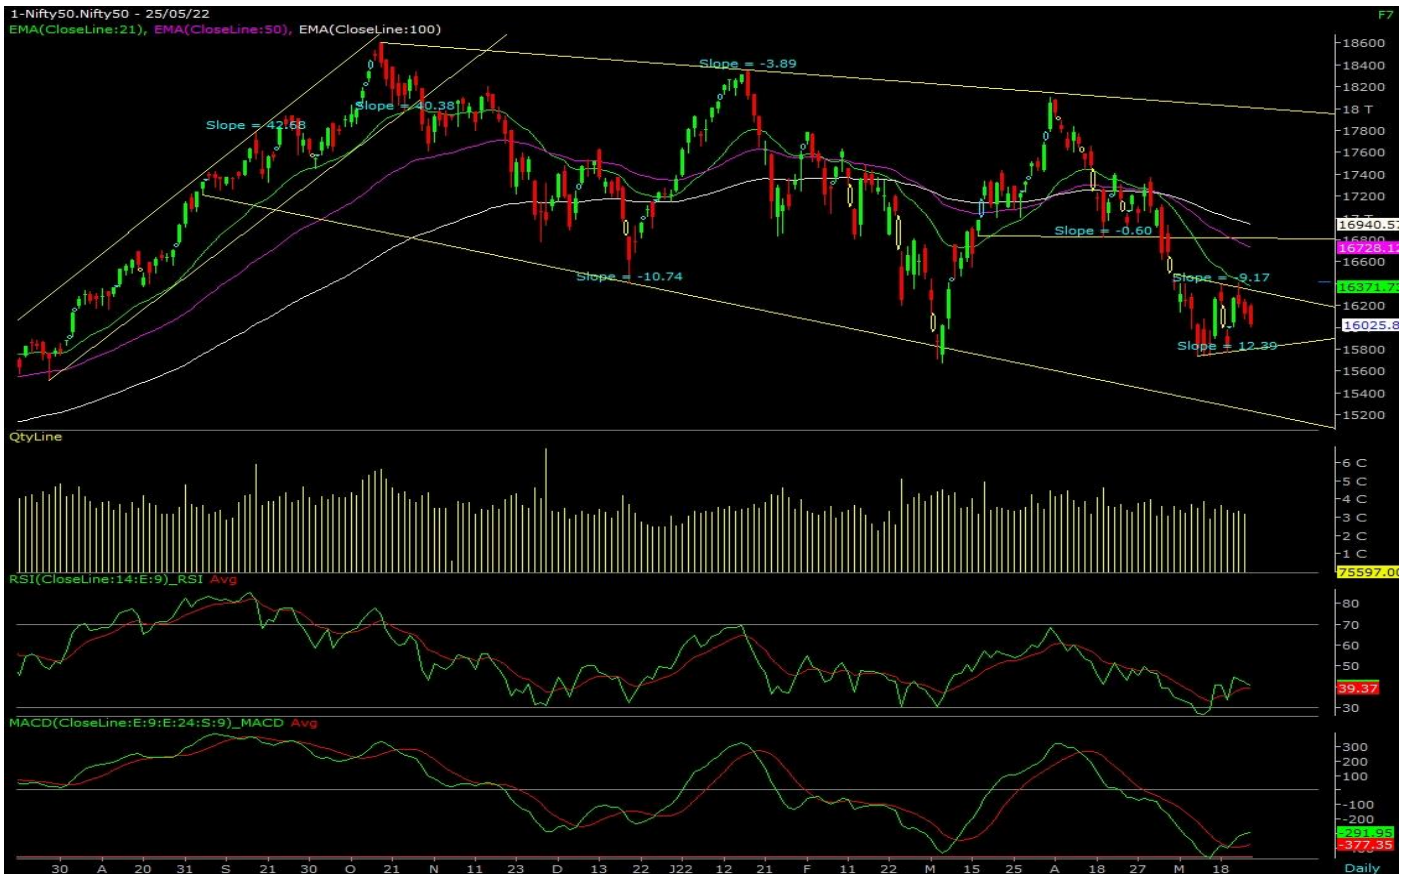 1-Nifty50.Nifty50 - 25/05/22
F7
EMA(CloseLine:21), EMA(CloseLine:50), EMA(CloseLine:100)
18600
18400
18200
18 T
17800
17600
17400
17200
16940.57
16728.12
16600
16371.73
16200
16025.8
15800
15600
15400
15200
Slope = 42.68
Slope = 40.38
Slope = -3.89
Slope = -10.74
Slope = -0.60
Slope = -9.17
Slope = 12.39
QtyLine
6 C
5 C
4 C
3 C
2 C
1 C
75597.00
RSI(CloseLine:14:E:9)_RSI Avg
80
70
60
50
39.37
30
MACD(CloseLine:E:9:E:24:S:9)_MACD Avg
300
200
100
-100
-200
-291.95
-377.35
30 A 20 31 S 21 30 O 21 N 11 23 D 13 22 J22 12 21 F 11 22 M 15 25 A 18 27 M 18 Daily